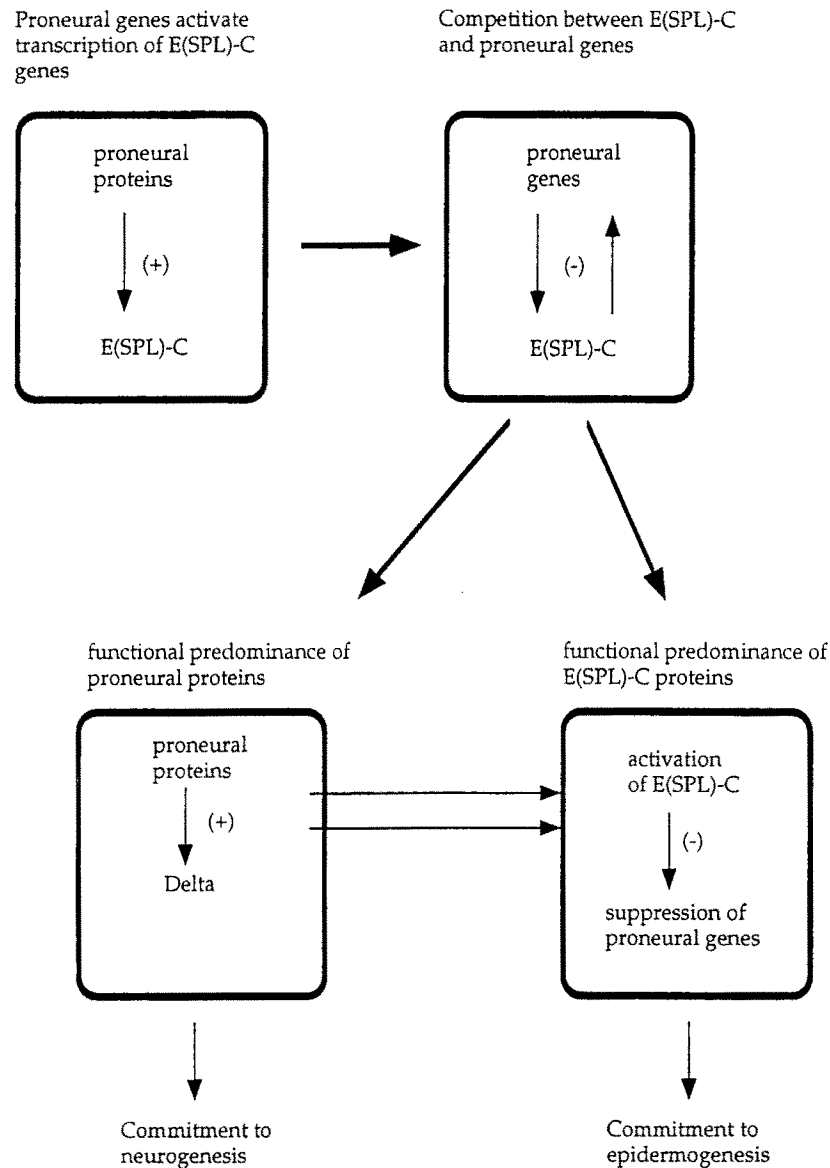 Proneural genes activate
transcription of E(SPL)-C
genes
Competition between E(SPL)-C
and proneural genes
proneural
proteins
(+)
E(SPL)-C
proneural
genes
(-)
E(SPL)-C
functional predominance of
proneural proteins
functional predominance of
E(SPL)-C proteins
proneural
proteins
(+)
Delta
activation
of E(SPL)-C
(-)
suppression of
proneural genes
Commitment to
neurogenesis
Commitment to
epidermogenesis